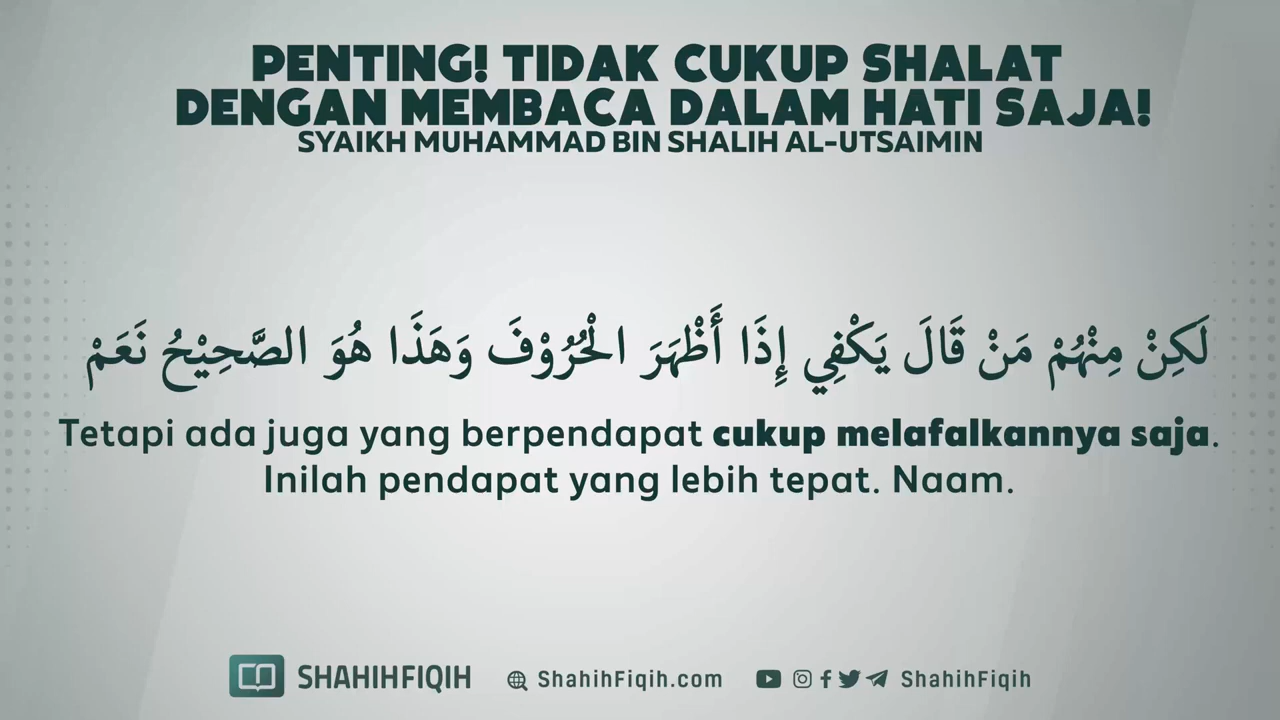 PENTING! TIDAK CUKUP SHALAT
DENGAN MEMBACA DALAM HATI SAJA!
SYAIKH MUHAMMAD BIN SHALIH AL-UTSAIMIN
لَكِنْ مِنْهُمْ مَنْ قَالَ يَكْفِي إِذَا أَظْهَرَ الْحُرُوْفَ وَهَذَا هُوَ الصَّحِيْحُ نَعَمْ
Tetapi ada juga yang berpendapat cukup melafalkannya saja.
Inilah pendapat yang lebih tepat. Naam.
SHAHIHFIQIH ShahihFiqih.com ShahihFiqih